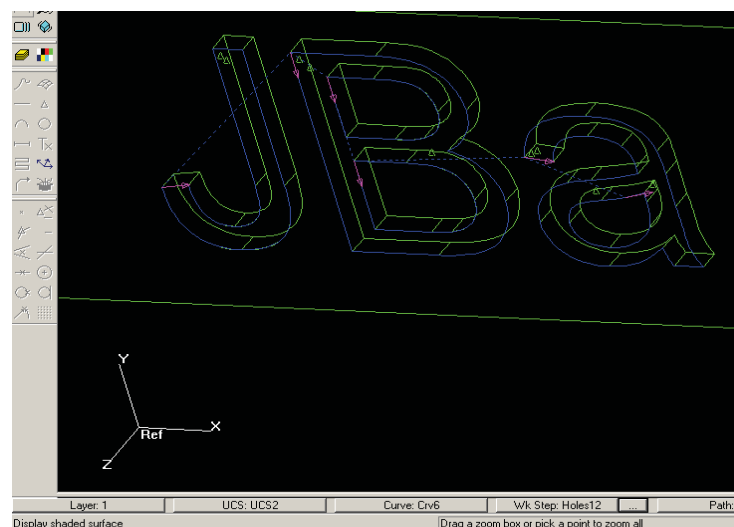 JBa
Y
X
Ref
Z
Layer: 1 UCS: UCS2 Curve: Crv6 Wk Step: Holes12 ... Path:
Display shaded surface Drag a zoom box or pick a point to zoom all